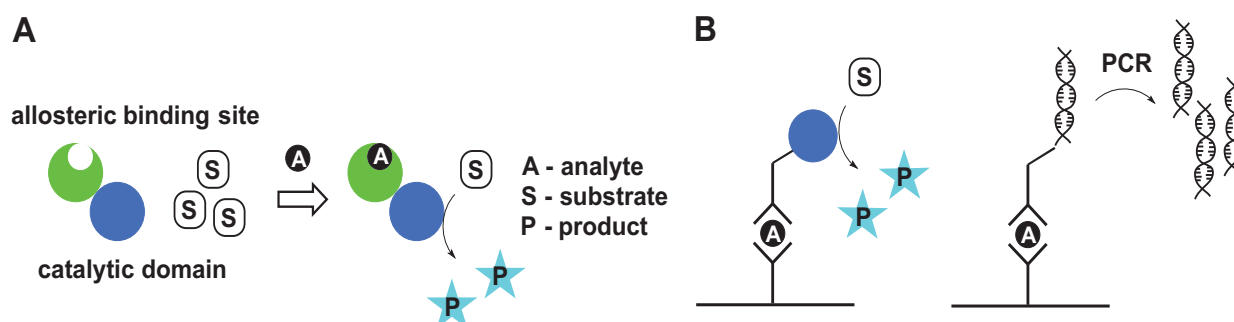 A
allosteric binding site
S
S
S
catalytic domain
A
A
S
P
P
A - analyte
S - substrate
P - product
B
S
P
P
A
PCR
A